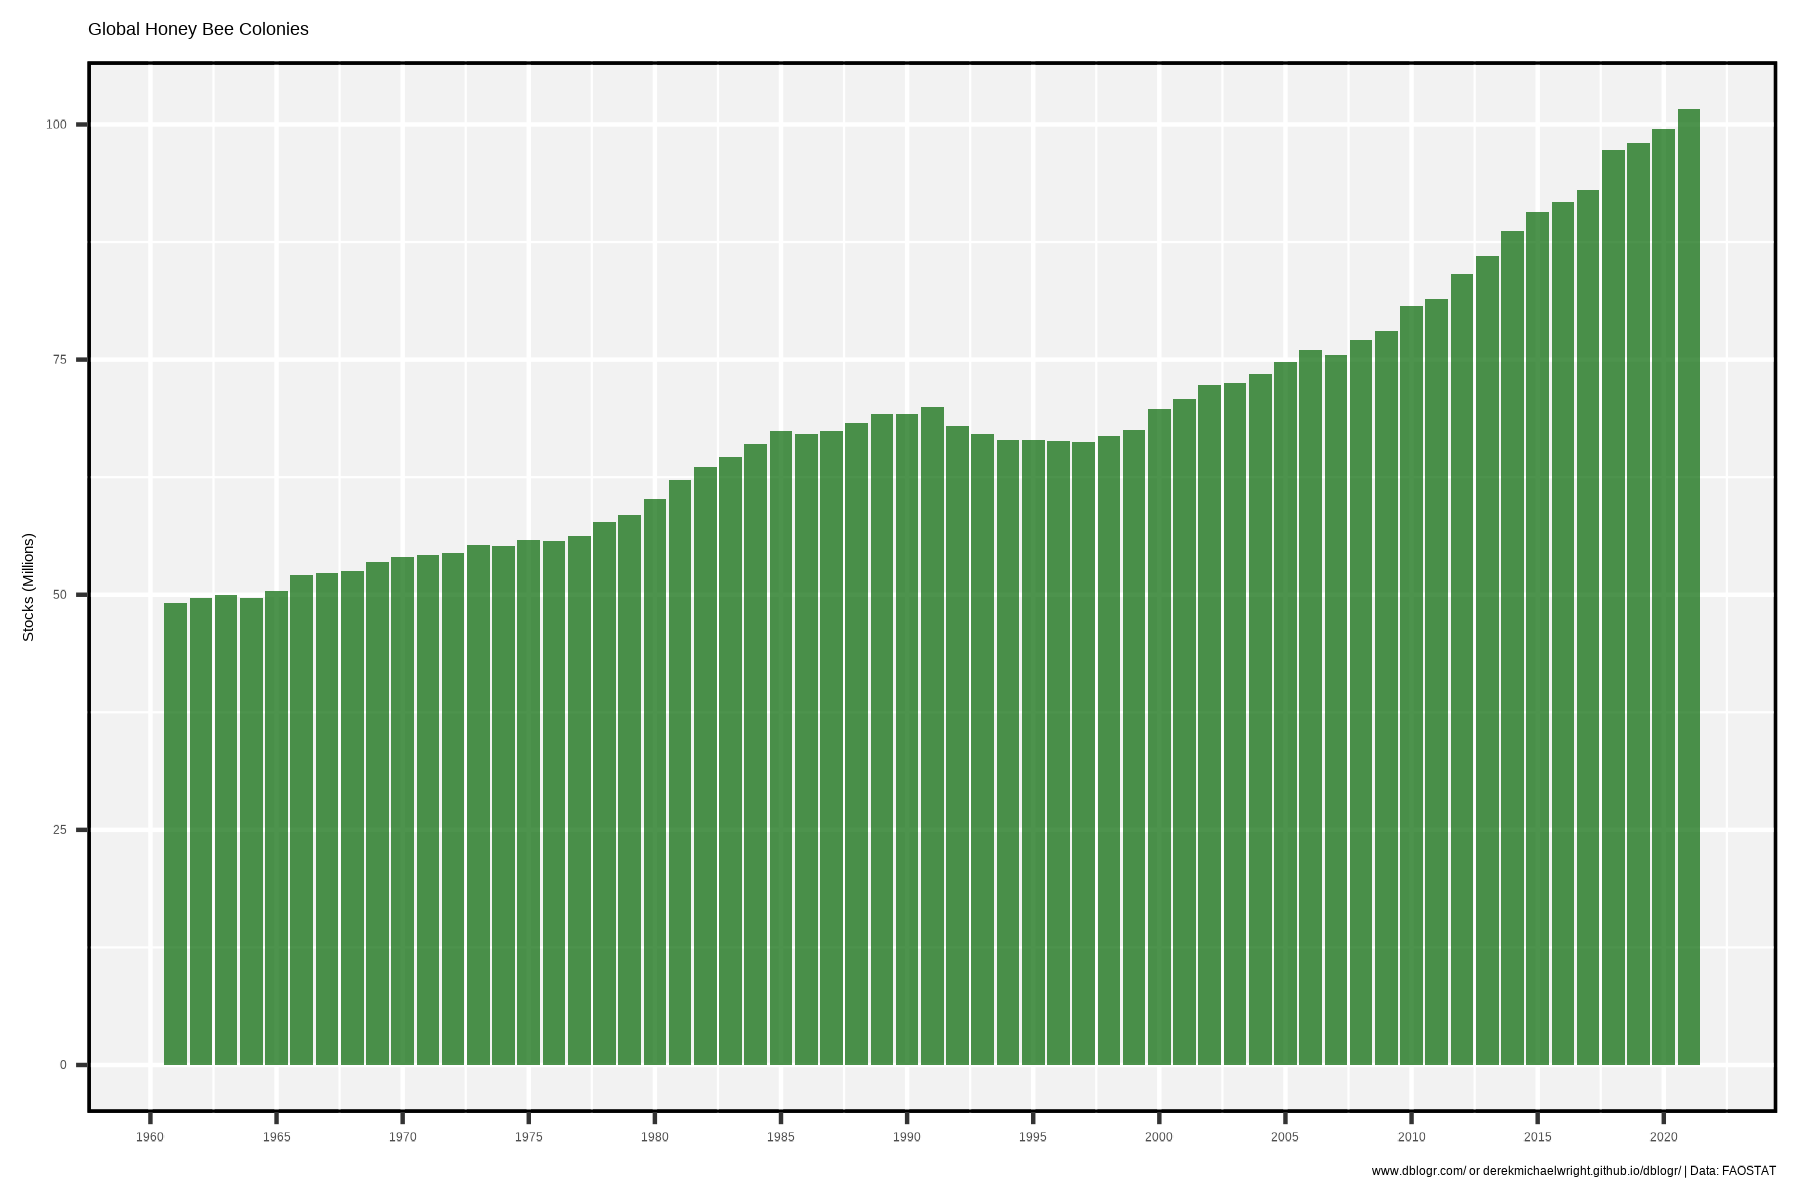 Global Honey Bee Colonies
Stocks (Millions)
100
75
50
25
0
1960 1965 1970 1975 1980 1985 1990 1995 2000 2005 2010 2015 2020
www.dblogr.com/ or derekmichaelwright.github.io/dblogr/ | Data: FAOSTAT